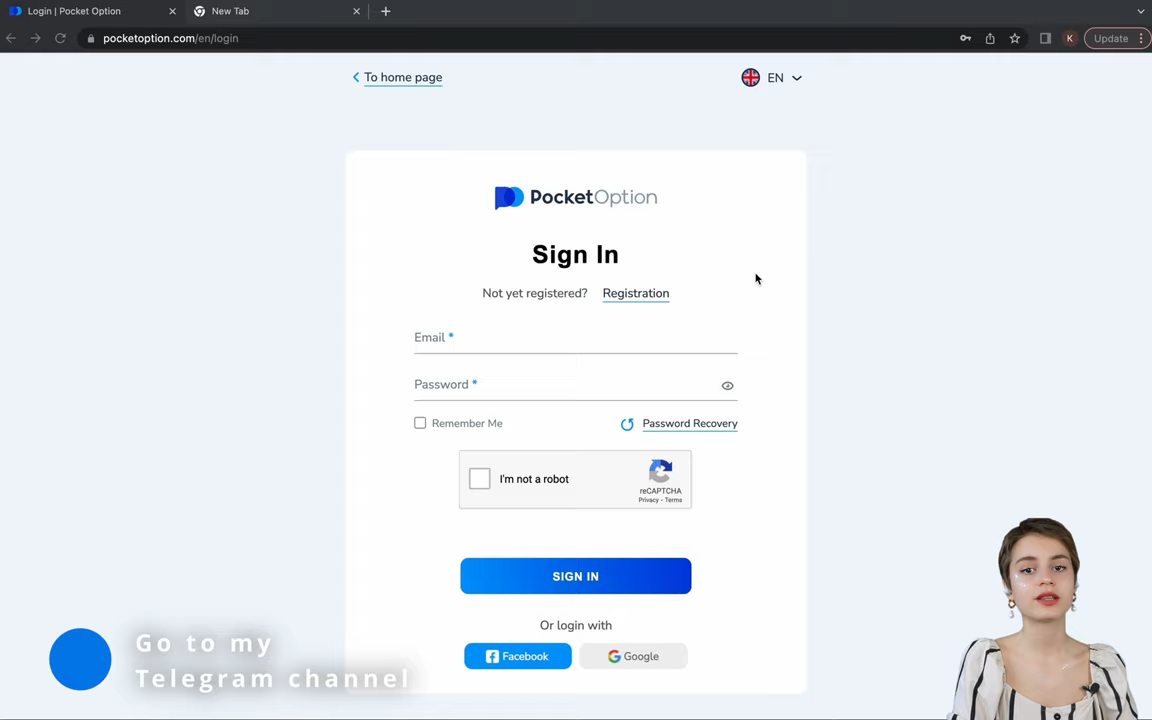 Login | Pocket Option
New Tab
pocketoption.com/en/login
K
Update
To home page
EN
PocketOption
Sign In
Not yet registered? Registration
Email *
Password *
Remember Me
Password Recovery
I'm not a robot
reCAPTCHA
Privacy - Terms
SIGN IN
Or login with
Facebook
Google
Go to my
Telegram channel